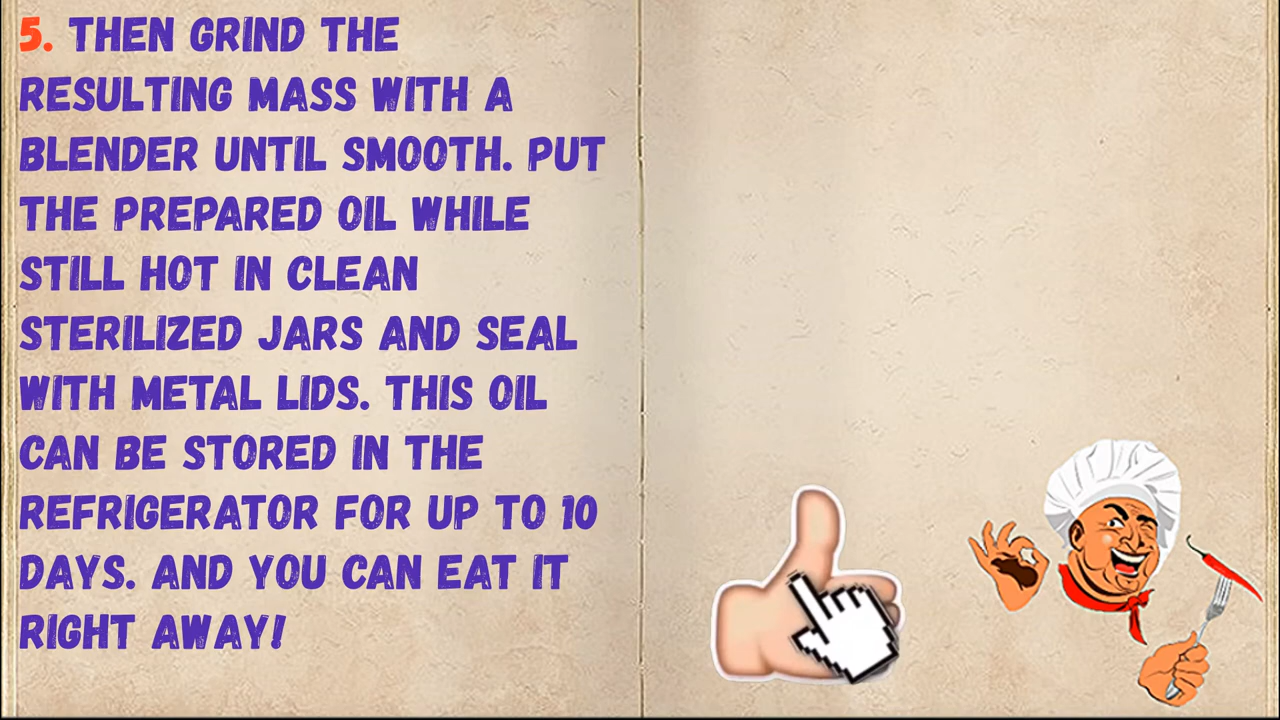 5. THEN GRIND THE
RESULTING MASS WITH A
BLENDER UNTIL SMOOTH. PUT
THE PREPARED OIL WHILE
STILL HOT IN CLEAN
STERILIZED JARS AND SEAL
WITH METAL LIDS. THIS OIL
CAN BE STORED IN THE
REFRIGERATOR FOR UP TO 10
DAYS. AND YOU CAN EAT IT
RIGHT AWAY!